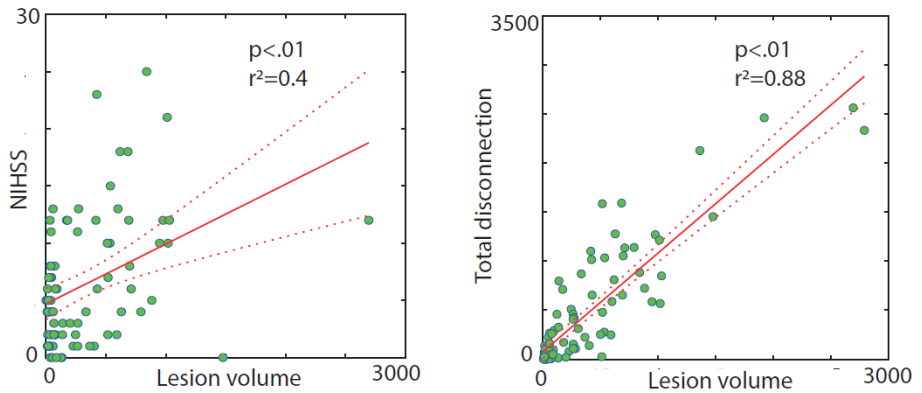 30
p<.01
r²=0.4
NIHSS
0
0
Lesion volume
3000
3500
p<.01
r²=0.88
Total disconnection
0
0
Lesion volume
3000